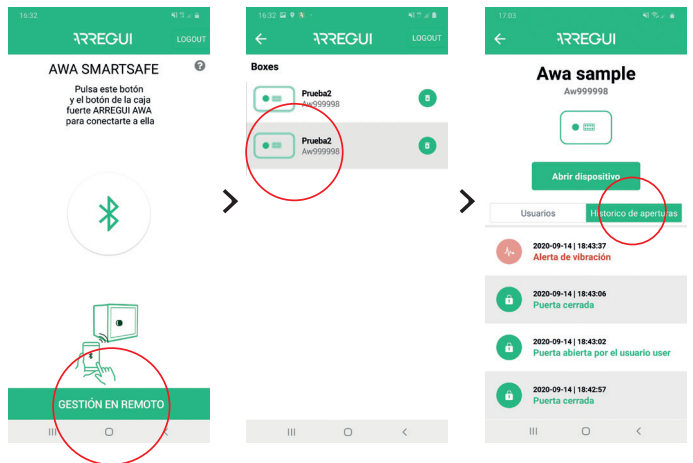 16:32
ARREGUI
LOGOUT
AWA SMARTSAFE
?
Pulsa este botón
y el botón de la caja
fuerte ARREGUI AWA
para conectarte a ella
GESTIÓN EN REMOTO
16:32
ARREGUI
LOGOUT
Boxes
Prueba2
Aw999998
Prueba2
Aw999998
17:03
ARREGUI
Awa sample
Aw999998
Abrir dispositivo
Usuarios
Historico de aperturas
2020-09-14 | 18:43:37
Alerta de vibración
2020-09-14 | 18:43:06
Puerta cerrada
2020-09-14 | 18:43:02
Puerta abierta por el usuario user
2020-09-14 | 18:42:57
Puerta cerrada